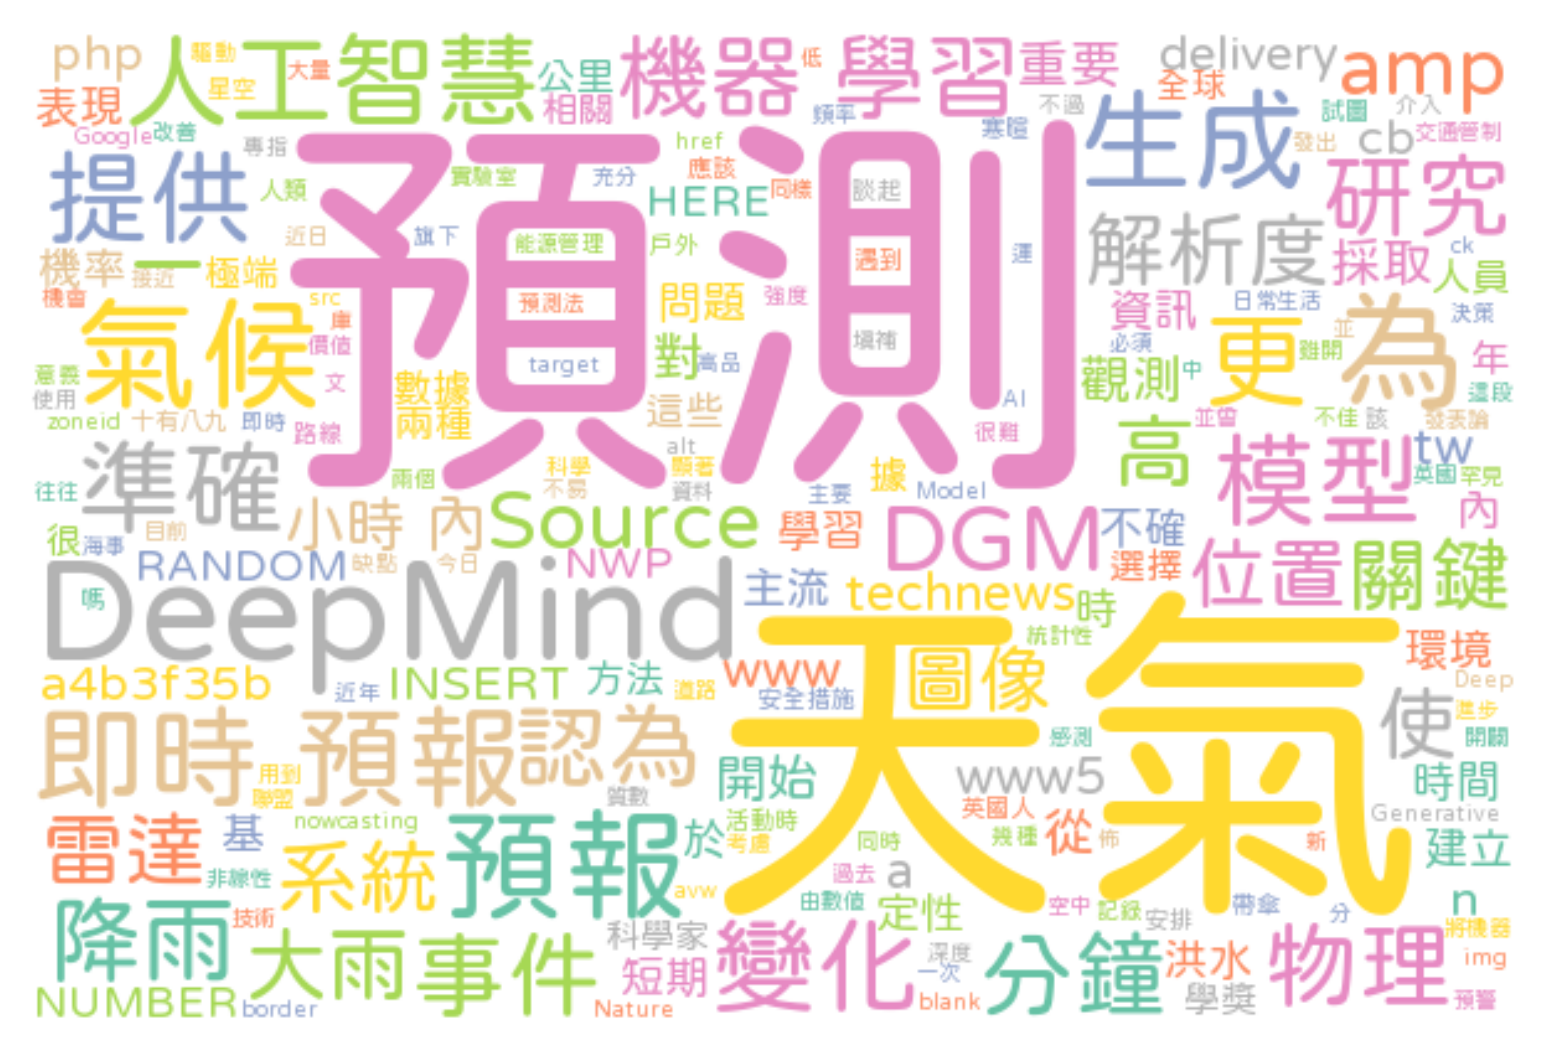 php 人工智慧 驅動 星空 大量 公里 相關 機器 低 學習 重要 delivery 全球 amp
表現 Google 改善 專指 href 頻率 不過 寒暄 生成 試圖 介入 cb 發出 交通管制
提供 人類 實驗室 充分 應該 同樣 HERE 談起 研究
近日 旗下 能源管理 戶外 遇到 運 解析度 採取 ck 人員
機率 一 接近 極端 機會 src 庫 預測法 問題 強度 資訊 日常生活 決策
預測
氣候 價值 文 target 對 高品 填補 必須 更 難開 並 為 年
意義 使用 數據 兩種 這些 AI 觀測 中 這段
zoneid 十有八九 即時 路線 alt 很難 並曾 不佳 該 發表論
準確 兩個 科學 不易 顯著 資料 據 主要 Model 高 模型 tw 英國 罕見
往往 目前 小時 內 Source 學習 DGM 不確 內
很 海事 RANDOM 缺點 今日 NWP 選擇 位置 關鍵
嗎 DeepMind 主流 technews 時 統計性
天氣
a4b3f35b 近年 INSERT 方法 道路 www 安全措施 圖像 環境 Deep
即時 預報 認為 感測 使 進步 開闢
用到 聯盟 質數 開始 www5 時間
雷達 基 nowcasting 預報 於 活動時 考慮 英國人 同時 幾種 從 佈 新 Generative 建立
非線性 系統 avw 過去 a 由數值 定性 空中 記錄 安排 帶傘 分 n
降雨 技術 大雨 事件 科學家 短期 變化 深度 一次 分鐘 洪水 物理 將機器 img
NUMBER border Nature blank 學獎 預警